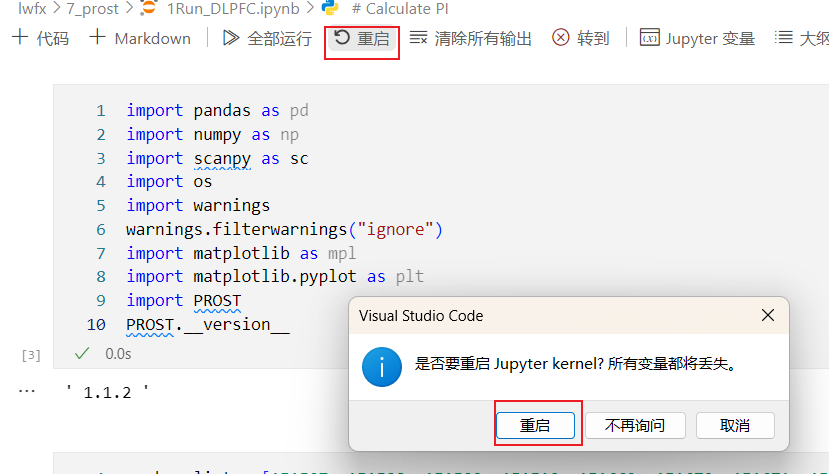 lwfx > 7_prost > 1Run_DLPFC.ipynb > # Calculate PI
+ 代码 + Markdown 全部运行 重启 清除所有输出 转到 Jupyter 变量 大纲
1 import pandas as pd
2 import numpy as np
3 import scanpy as sc
4 import os
5 import warnings
6 warnings.filterwarnings("ignore")
7 import matplotlib as mpl
8 import matplotlib.pyplot as plt
9 import PROST
10 PROST.__version__
[3] 0.0s
... ' 1.1.2 '
Visual Studio Code
是否要重启 Jupyter kernel? 所有变量都将丢失。
重启 不再询问 取消